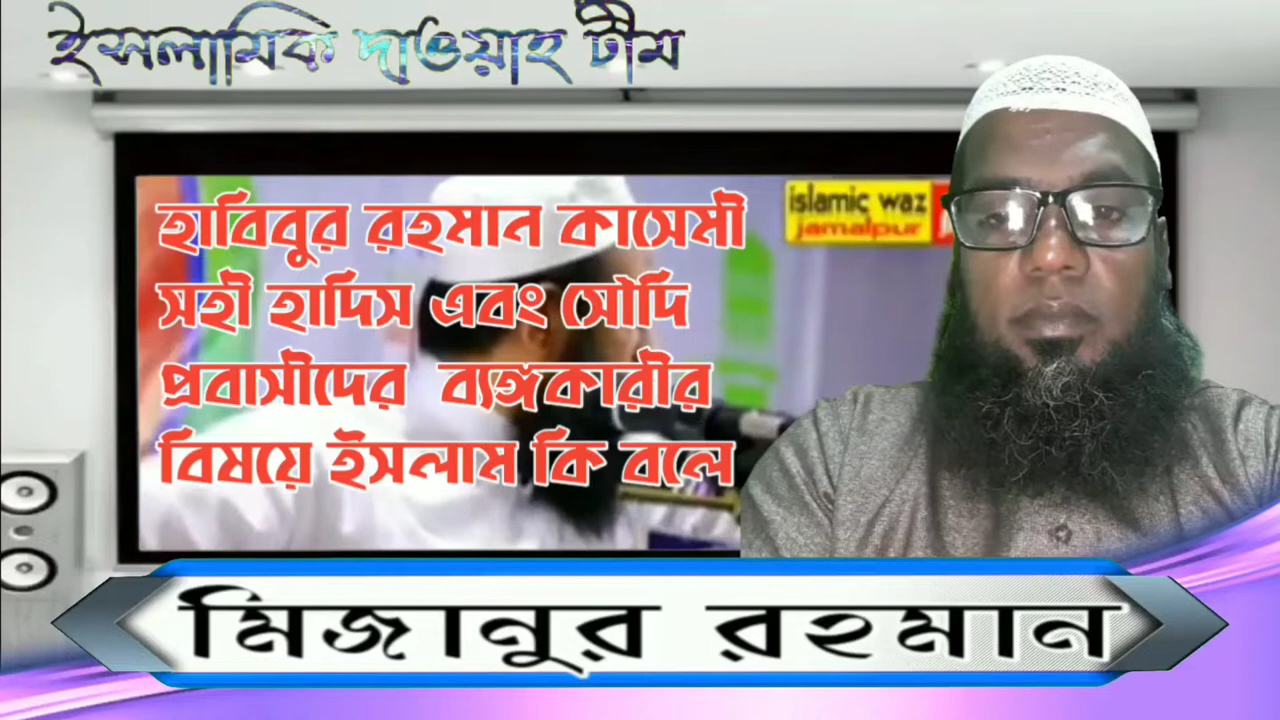 ইসলামিক দাওয়াহ টীম
islamic waz
jamalpur
হাবিবুর রহমান কাসেমী
সহী হাদিস এবং সৌদি
প্রবাসীদের ব্যঙ্গকারীর
বিষয়ে ইসলাম কি বলে
মিজানুর রহমান